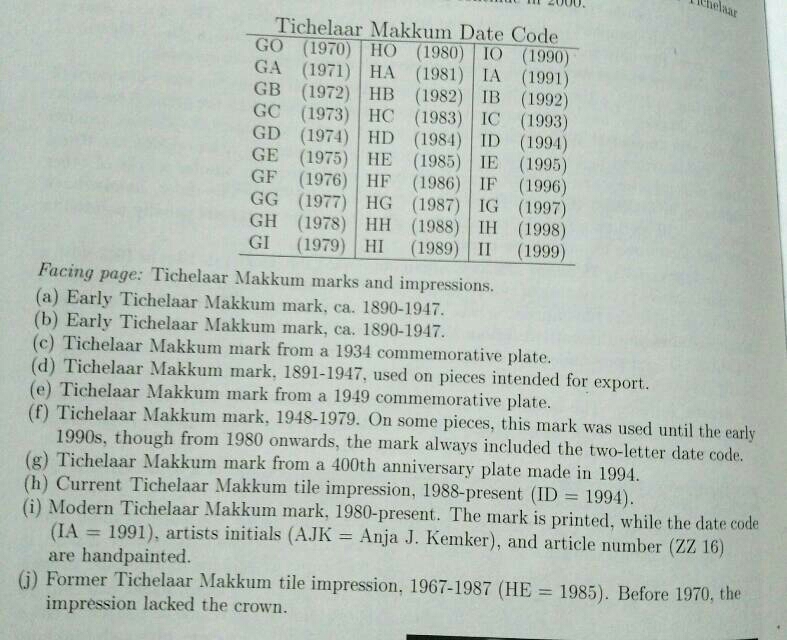 in 2000.
Tichelaar
Tichelaar Makkum Date Code
GO (1970) HO (1980) IO (1990)
GA (1971) HA (1981) IA (1991)
GB (1972) HB (1982) IB (1992)
GC (1973) HC (1983) IC (1993)
GD (1974) HD (1984) ID (1994)
GE (1975) HE (1985) IE (1995)
GF (1976) HF (1986) IF (1996)
GG (1977) HG (1987) IG (1997)
GH (1978) HH (1988) IH (1998)
GI (1979) HI (1989) II (1999)
Facing page: Tichelaar Makkum marks and impressions.
(a) Early Tichelaar Makkum mark, ca. 1890-1947.
(b) Early Tichelaar Makkum mark, ca. 1890-1947.
(c) Tichelaar Makkum mark from a 1934 commemorative plate.
(d) Tichelaar Makkum mark, 1891-1947, used on pieces intended for export.
(e) Tichelaar Makkum mark from a 1949 commemorative plate.
(f) Tichelaar Makkum mark, 1948-1979. On some pieces, this mark was used until the early
1990s, though from 1980 onwards, the mark always included the two-letter date code.
(g) Tichelaar Makkum mark from a 400th anniversary plate made in 1994.
(h) Current Tichelaar Makkum tile impression, 1988-present (ID = 1994).
(i) Modern Tichelaar Makkum mark, 1980-present. The mark is printed, while the date code
(IA = 1991), artists initials (AJK = Anja J. Kemker), and article number (ZZ 16)
are handpainted.
(j) Former Tichelaar Makkum tile impression, 1967-1987 (HE = 1985). Before 1970, the
impression lacked the crown.